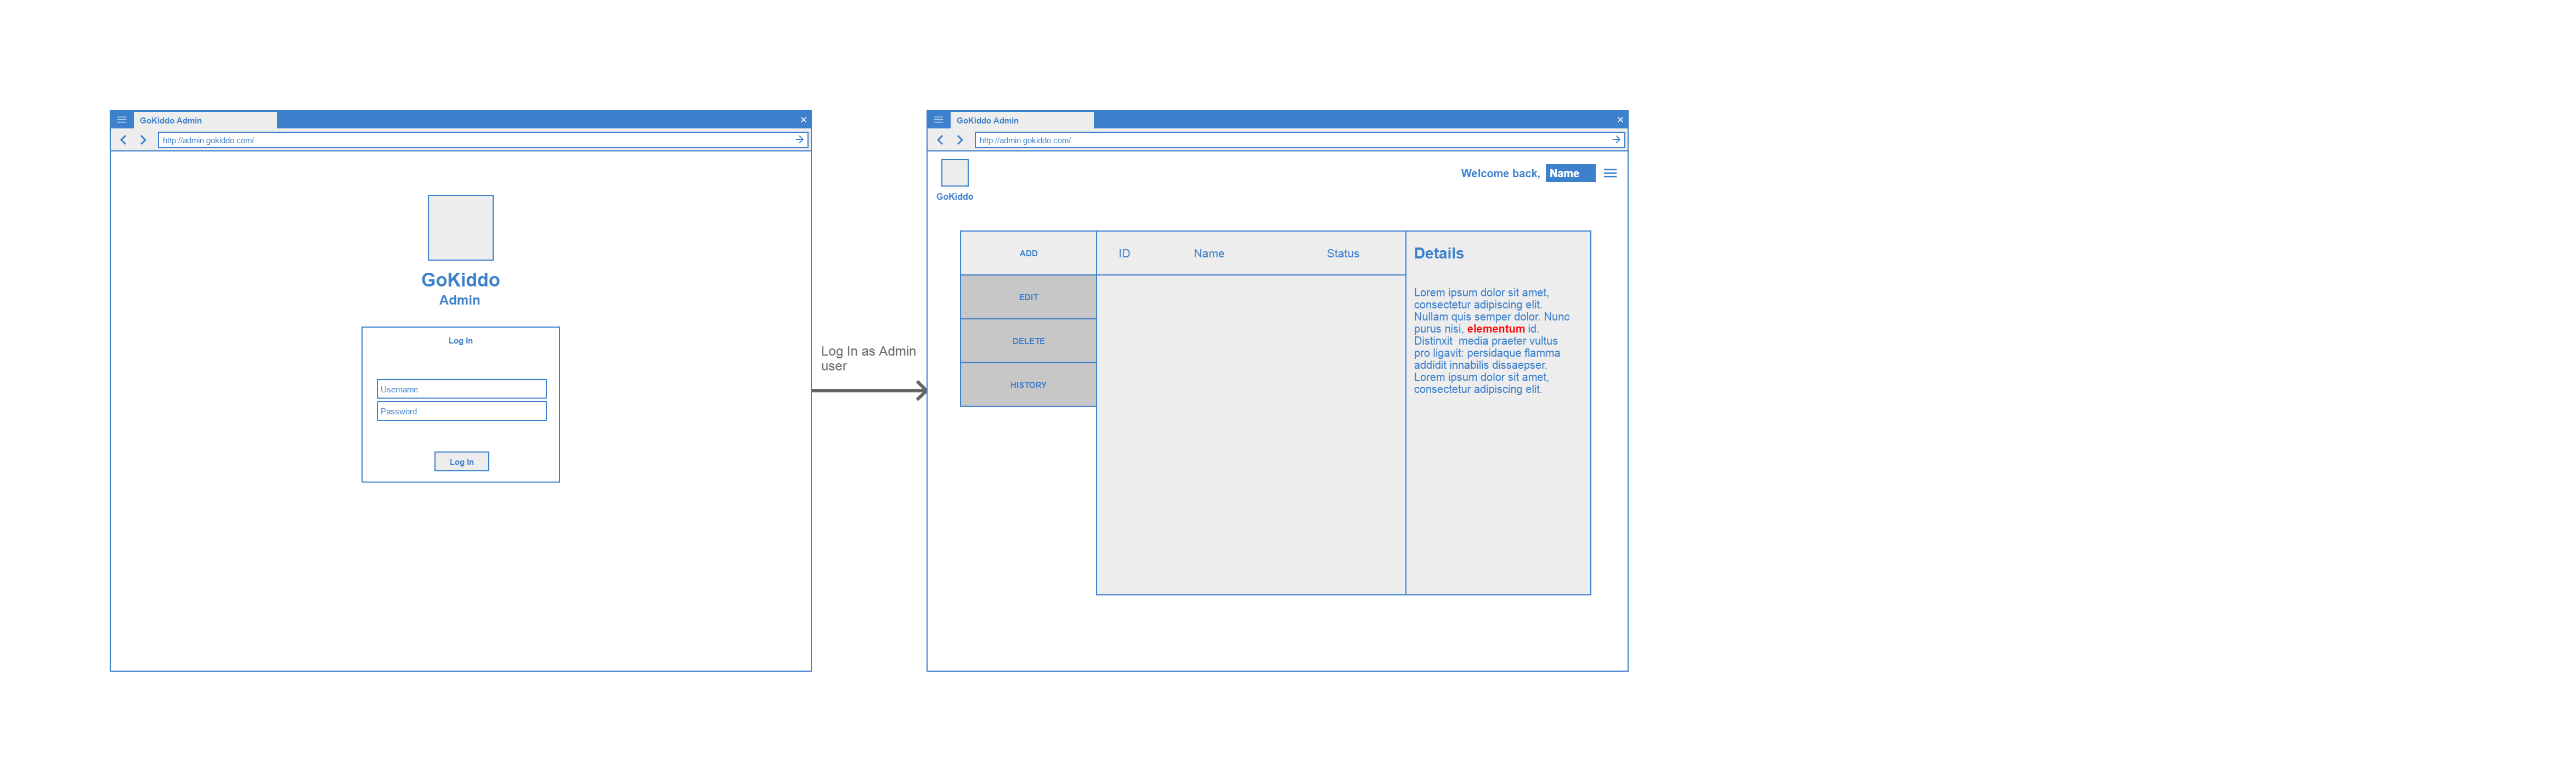 GoKiddo Admin
http://admin.gokiddo.com/
GoKiddo
Admin
Log In
Username
Password
Log In
Log In as Admin
user
GoKiddo Admin
http://admin.gokiddo.com/
GoKiddo
Welcome back, Name
ADD
EDIT
DELETE
HISTORY
ID Name Status
Details
Lorem ipsum dolor sit amet,
consectetur adipiscing elit.
Nullam quis semper dolor. Nunc
purus nisi, elementum id.
Distinxit  media praeter vultus
pro ligavit: persidaque flamma
addidit innabilis dissaepser.
Lorem ipsum dolor sit amet,
consectetur adipiscing elit.